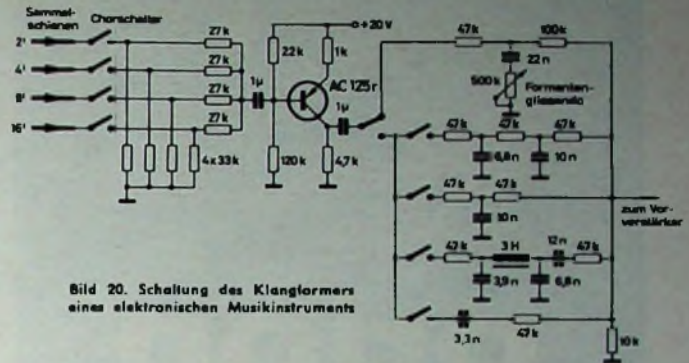 Sammel-
schienen
Chorschalter
2'
4'
8'
16'
27k
27k
27k
27k
4x33k
1µ
22k
1k
+20V
AC 125r
1µ
120k
4,7k
47k
100k
22n
500k
Formanten-
glissando
47k
47k
47k
6,8n
10n
47k
47k
10n
zum Vor-
verstärker
47k
3H
12n
47k
3,9n
6,8n
3,3n
47k
10k
Bild 20. Schaltung des Klangformers
eines elektronischen Musikinstruments